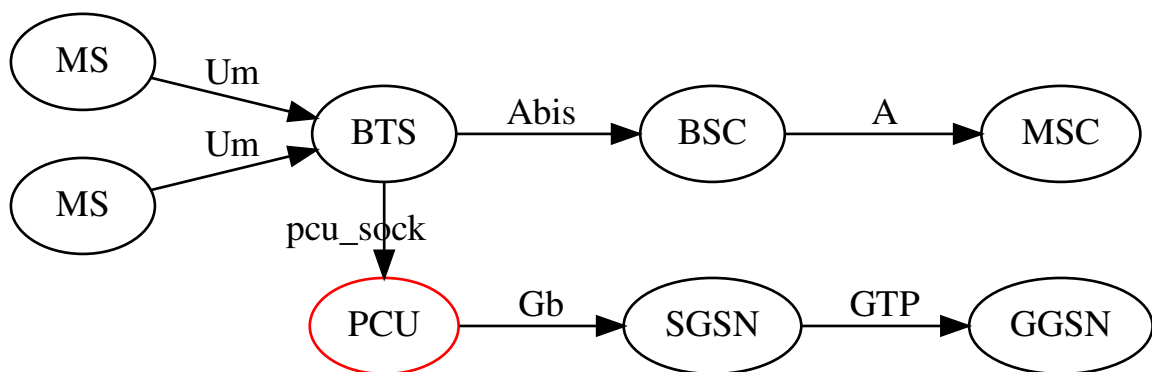 MS
Um
BTS
Abis
BSC
A
MSC
MS
Um
pcu_sock
PCU
Gb
SGSN
GTP
GGSN